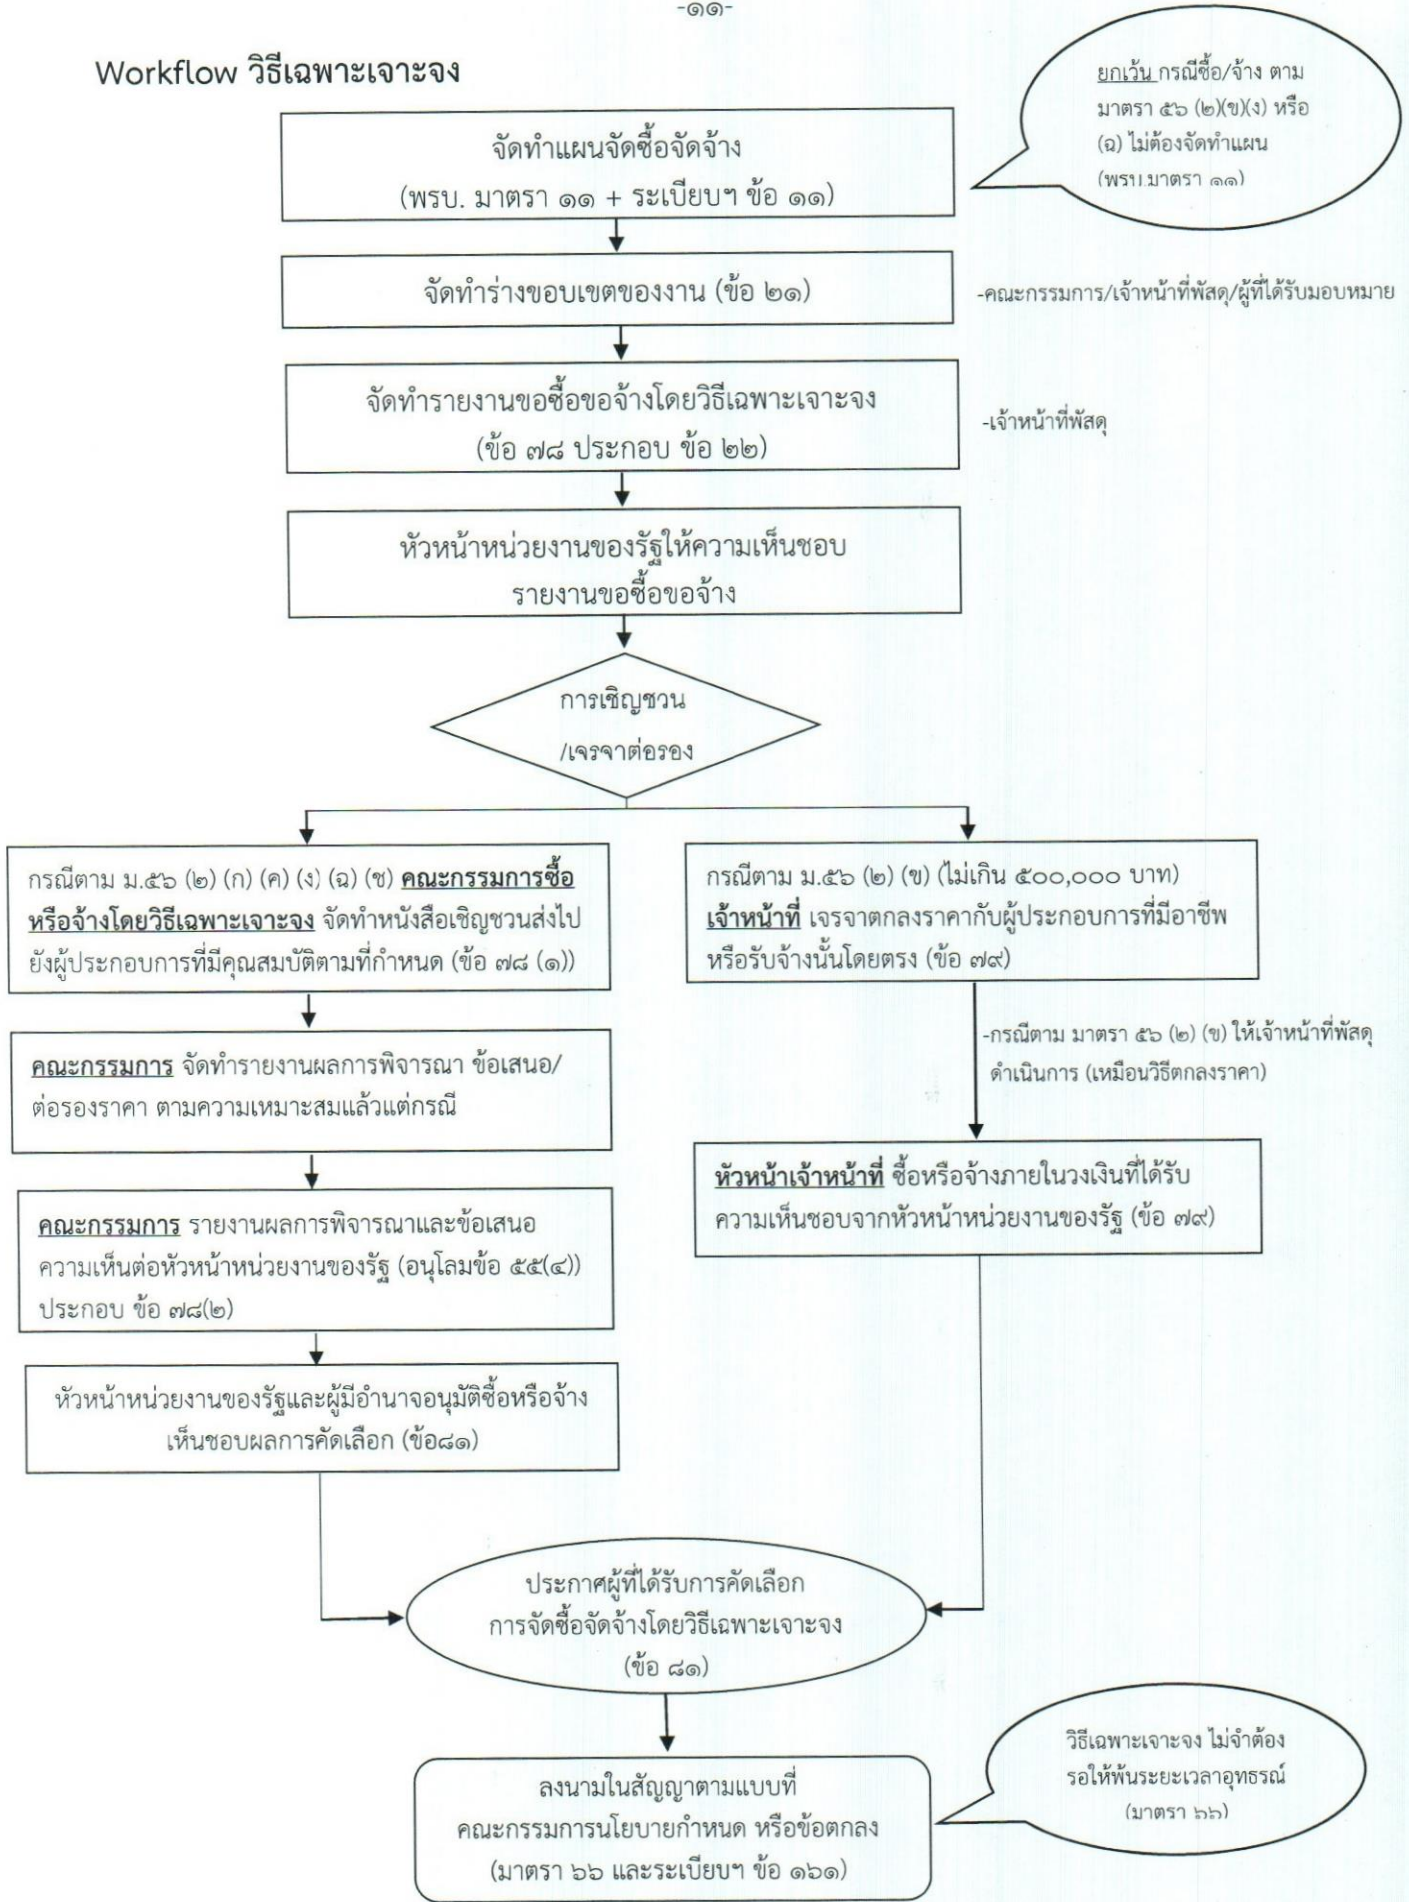 -๑๑-
Workflow วิธีเฉพาะเจาะจง
ยกเว้น กรณีซื้อ/จ้าง ตาม
มาตรา ๕๖ (๒)(ข)(ง) หรือ
(ฉ) ไม่ต้องจัดทำแผน
(พรบ.มาตรา ๑๑)
จัดทำแผนจัดซื้อจัดจ้าง
(พรบ. มาตรา ๑๑ + ระเบียบฯ ข้อ ๑๑)
จัดทำร่างขอบเขตของงาน (ข้อ ๒๑)
-คณะกรรมการ/เจ้าหน้าที่พัสดุ/ผู้ที่ได้รับมอบหมาย
จัดทำรายงานขอซื้อขอจ้างโดยวิธีเฉพาะเจาะจง
(ข้อ ๗๘ ประกอบ ข้อ ๒๒)
-เจ้าหน้าที่พัสดุ
หัวหน้าหน่วยงานของรัฐให้ความเห็นชอบ
รายงานขอซื้อขอจ้าง
การเชิญชวน
/เจรจาต่อรอง
กรณีตาม ม.๕๖ (๒) (ก) (ค) (ง) (ฉ) (ช) คณะกรรมการซื้อ
หรือจ้างโดยวิธีเฉพาะเจาะจง จัดทำหนังสือเชิญชวนส่งไป
ยังผู้ประกอบการที่มีคุณสมบัติตามที่กำหนด (ข้อ ๗๘ (๑))
กรณีตาม ม.๕๖ (๒) (ข) (ไม่เกิน ๕๐๐,๐๐๐ บาท)
เจ้าหน้าที่ เจรจาตกลงราคากับผู้ประกอบการที่มีอาชีพ
หรือรับจ้างนั้นโดยตรง (ข้อ ๗๙)
-กรณีตาม มาตรา ๕๖ (๒) (ข) ให้เจ้าหน้าที่พัสดุ
ดำเนินการ (เหมือนวิธีตกลงราคา)
คณะกรรมการ จัดทำรายงานผลการพิจารณา ข้อเสนอ/
ต่อรองราคา ตามความเหมาะสมแล้วแต่กรณี
หัวหน้าเจ้าหน้าที่ ซื้อหรือจ้างภายในวงเงินที่ได้รับ
ความเห็นชอบจากหัวหน้าหน่วยงานของรัฐ (ข้อ ๗๙)
คณะกรรมการ รายงานผลการพิจารณาและข้อเสนอ
ความเห็นต่อหัวหน้าหน่วยงานของรัฐ (อนุโลมข้อ ๕๕(๔))
ประกอบ ข้อ ๗๘(๒)
หัวหน้าหน่วยงานของรัฐและผู้มีอำนาจอนุมัติซื้อหรือจ้าง
เห็นชอบผลการคัดเลือก (ข้อ๘๑)
ประกาศผู้ที่ได้รับการคัดเลือก
การจัดซื้อจัดจ้างโดยวิธีเฉพาะเจาะจง
(ข้อ ๘๑)
วิธีเฉพาะเจาะจง ไม่จำต้อง
รอให้พ้นระยะเวลาอุทธรณ์
(มาตรา ๖๖)
ลงนามในสัญญาตามแบบที่
คณะกรรมการนโยบายกำหนด หรือข้อตกลง
(มาตรา ๖๖ และระเบียบฯ ข้อ ๑๖๑)